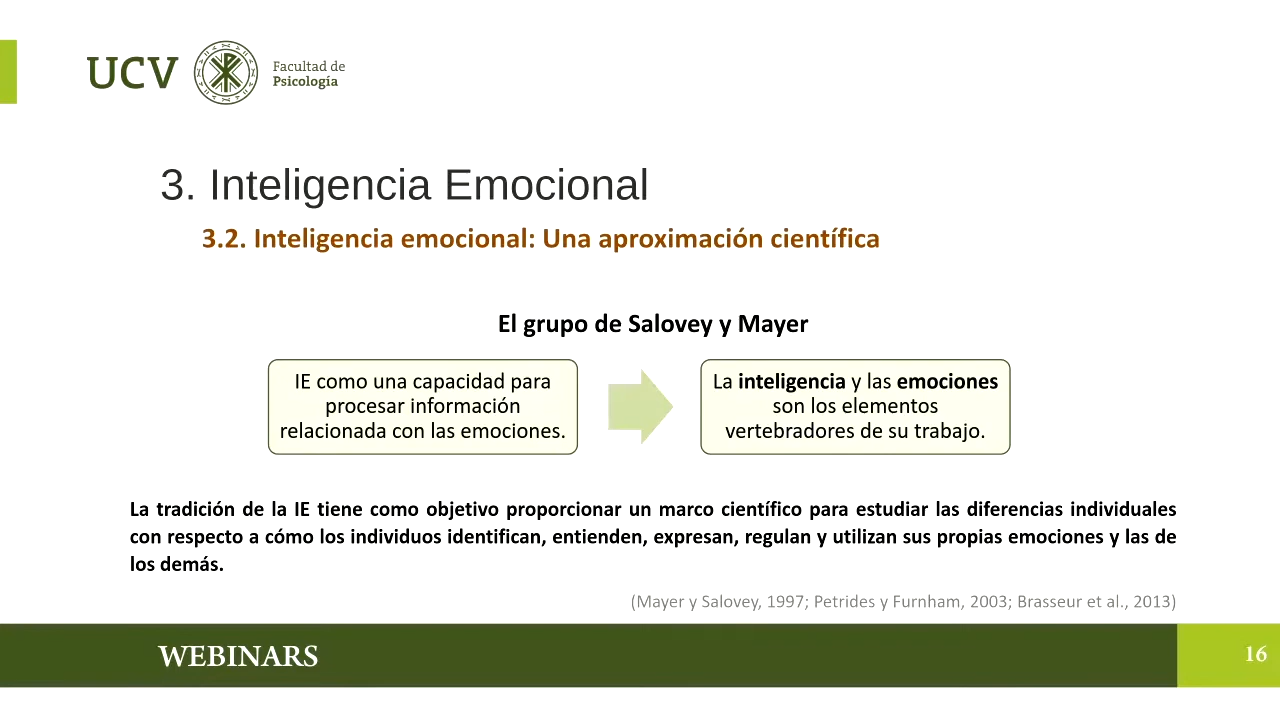 UCV
Facultad de
Psicología
3. Inteligencia Emocional
3.2. Inteligencia emocional: Una aproximación científica
El grupo de Salovey y Mayer
IE como una capacidad para
procesar información
relacionada con las emociones.
La inteligencia y las emociones
son los elementos
vertebradores de su trabajo.
La tradición de la IE tiene como objetivo proporcionar un marco científico para estudiar las diferencias individuales
con respecto a cómo los individuos identifican, entienden, expresan, regulan y utilizan sus propias emociones y las de
los demás.
(Mayer y Salovey, 1997; Petrides y Furnham, 2003; Brasseur et al., 2013)
WEBINARS
16